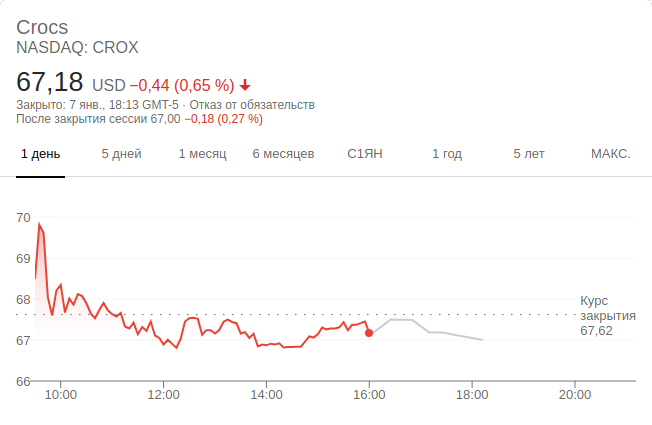 Crocs
NASDAQ: CROX
67,18 USD −0,44 (0,65 %)
Закрыто: 7 янв., 18:13 GMT-5 · Отказ от обязательств
После закрытия сессии 67,00 −0,18 (0,27 %)
1 день 5 дней 1 месяц 6 месяцев С1ЯН 1 год 5 лет МАКС.
70
69
68
Курс
закрытия
67,62
67
66
10:00 12:00 14:00 16:00 18:00 20:00